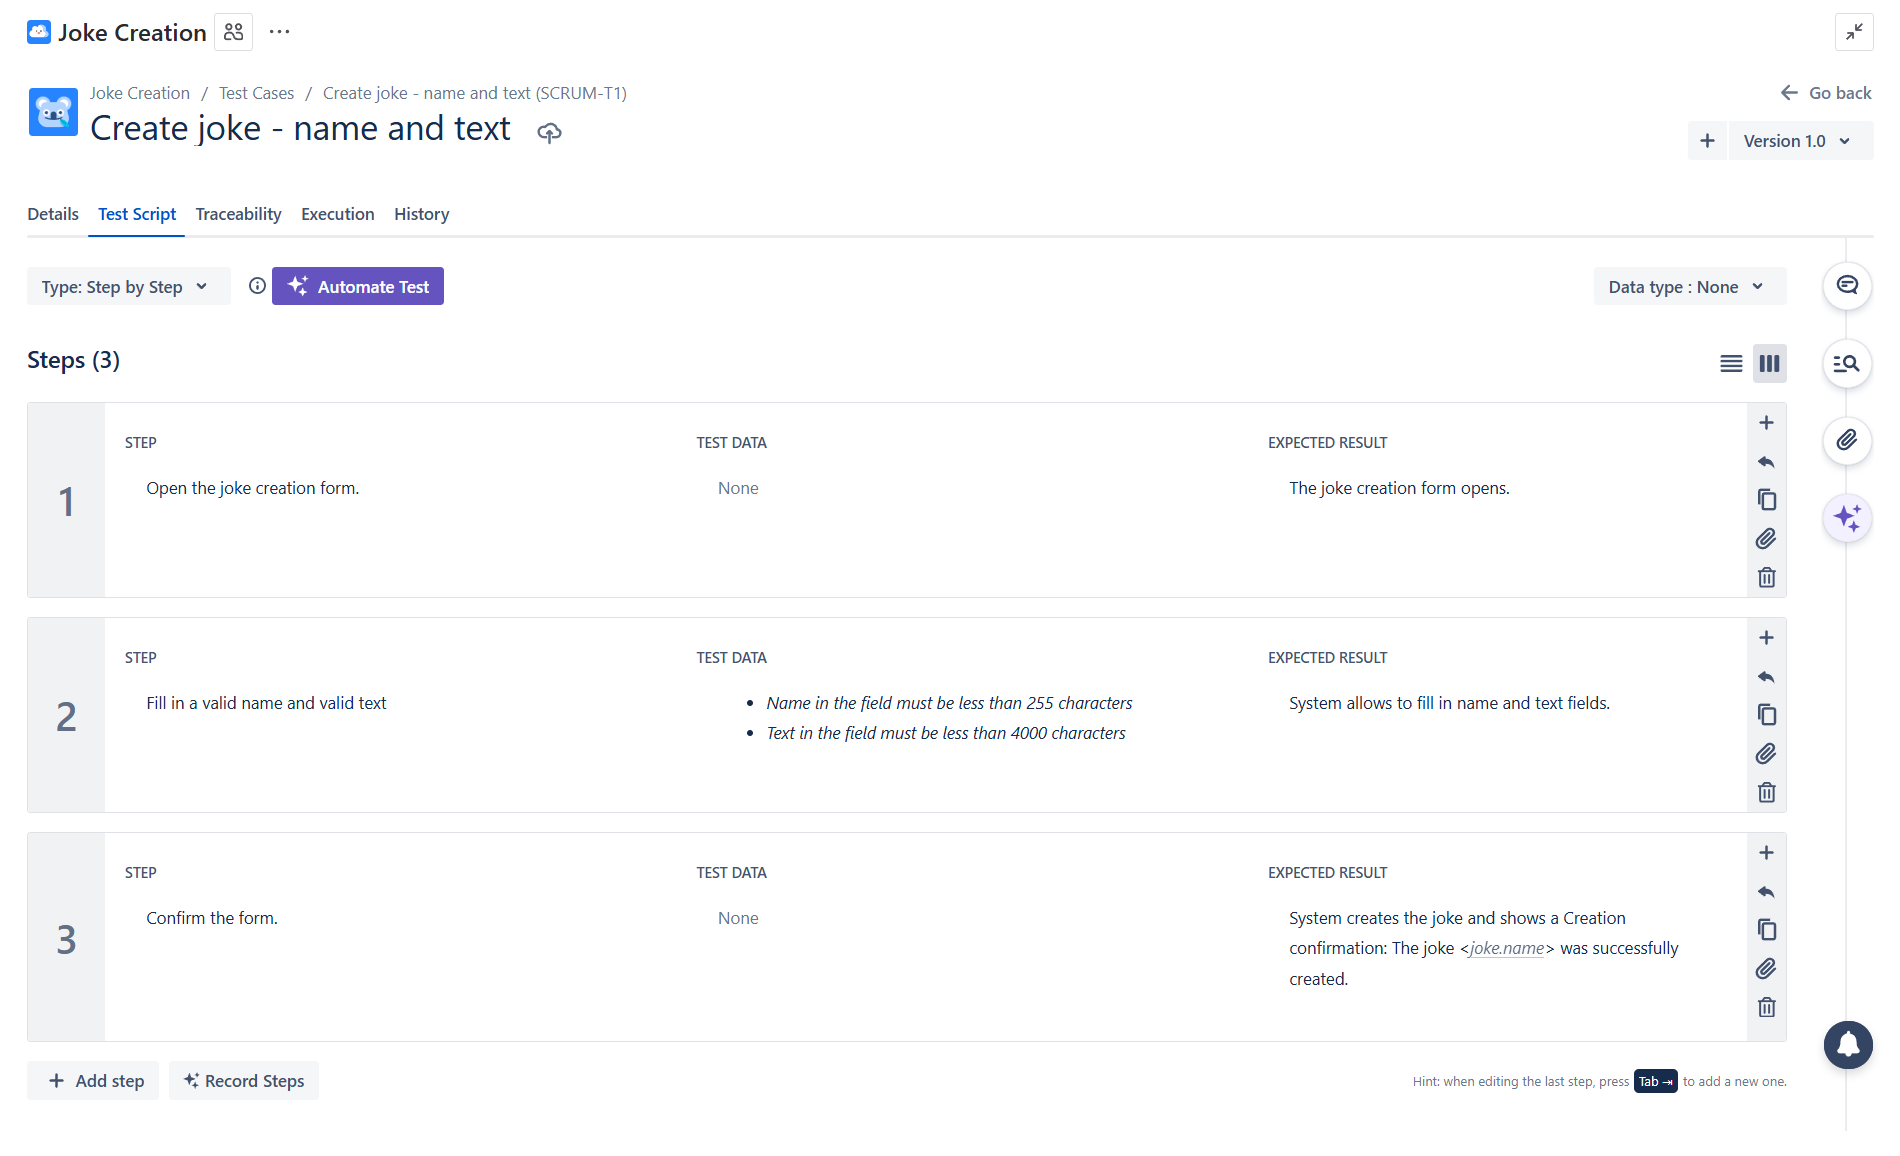 Joke Creation
Joke Creation / Test Cases / Create joke - name and text (SCRUM-T1)
Go back
Create joke - name and text
Version 1.0
Details Test Script Traceability Execution History
Type: Step by Step
Automate Test
Data type : None
Steps (3)
1
STEP
Open the joke creation form.
TEST DATA
None
EXPECTED RESULT
The joke creation form opens.
2
STEP
Fill in a valid name and valid text
TEST DATA
• Name in the field must be less than 255 characters
• Text in the field must be less than 4000 characters
EXPECTED RESULT
System allows to fill in name and text fields.
3
STEP
Confirm the form.
TEST DATA
None
EXPECTED RESULT
System creates the joke and shows a Creation
confirmation: The joke <joke.name> was successfully
created.
Add step
Record Steps
Hint: when editing the last step, press Tab ⇥ to add a new one.